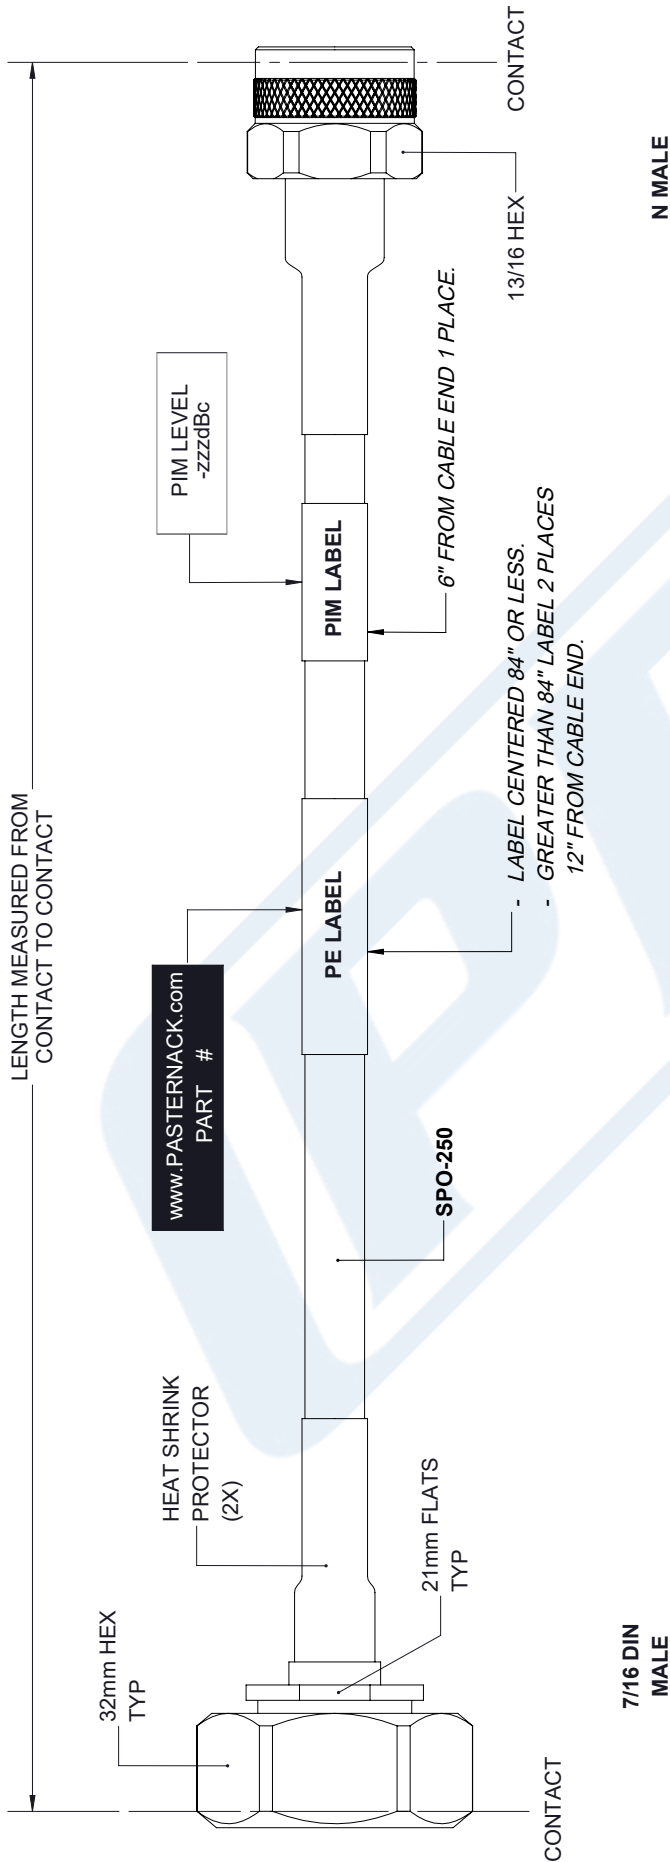 LENGTH MEASURED FROM
CONTACT TO CONTACT
32mm HEX
TYP
HEAT SHRINK
PROTECTOR
(2X)
www.PASTERNACK.com
PART #
PIM LEVEL
-zzzdBc
PE LABEL
PIM LABEL
21mm FLATS
TYP
SPO-250
- LABEL CENTERED 84" OR LESS.
- GREATER THAN 84" LABEL 2 PLACES
12" FROM CABLE END.
6" FROM CABLE END 1 PLACE.
13/16 HEX
CONTACT
CONTACT
7/16 DIN
MALE
N MALE